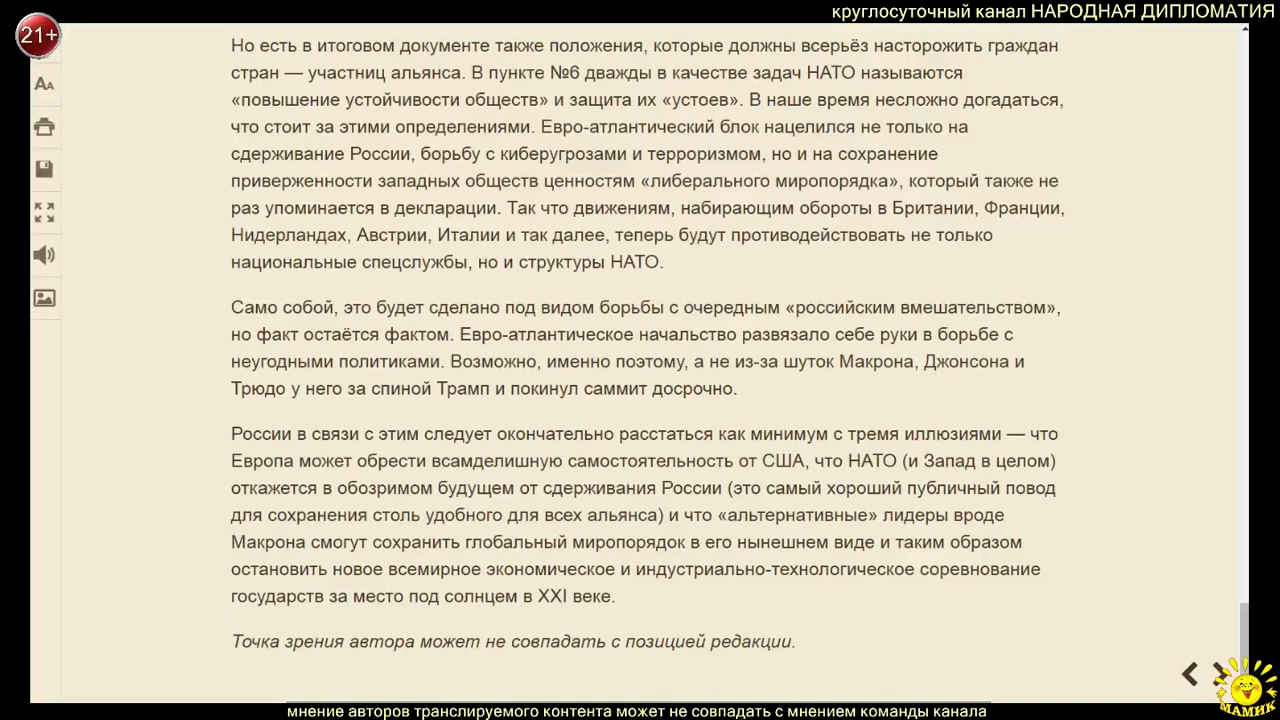 круглосуточный канал НАРОДНАЯ ДИПЛОМАТИЯ
21+
AA
Но есть в итоговом документе также положения, которые должны всерьёз насторожить граждан
стран — участниц альянса. В пункте №6 дважды в качестве задач НАТО называются
«повышение устойчивости обществ» и защита их «устоев». В наше время несложно догадаться,
что стоит за этими определениями. Евро-атлантический блок нацелился не только на
сдерживание России, борьбу с киберугрозами и терроризмом, но и на сохранение
приверженности западных обществ ценностям «либерального миропорядка», который также не
раз упоминается в декларации. Так что движениям, набирающим обороты в Британии, Франции,
Нидерландах, Австрии, Италии и так далее, теперь будут противодействовать не только
национальные спецслужбы, но и структуры НАТО.
Само собой, это будет сделано под видом борьбы с очередным «российским вмешательством»,
но факт остаётся фактом. Евро-атлантическое начальство развязало себе руки в борьбе с
неугодными политиками. Возможно, именно поэтому, а не из-за шуток Макрона, Джонсона и
Трюдо у него за спиной Трамп и покинул саммит досрочно.
России в связи с этим следует окончательно расстаться как минимум с тремя иллюзиями — что
Европа может обрести всамделишную самостоятельность от США, что НАТО (и Запад в целом)
откажется в обозримом будущем от сдерживания России (это самый хороший публичный повод
для сохранения столь удобного для всех альянса) и что «альтернативные» лидеры вроде
Макрона смогут сохранить глобальный миропорядок в его нынешнем виде и таким образом
остановить новое всемирное экономическое и индустриально-технологическое соревнование
государств за место под солнцем в XXI веке.
Точка зрения автора может не совпадать с позицией редакции.
МАМИК
мнение авторов транслируемого контента может не совпадать с мнением команды канала